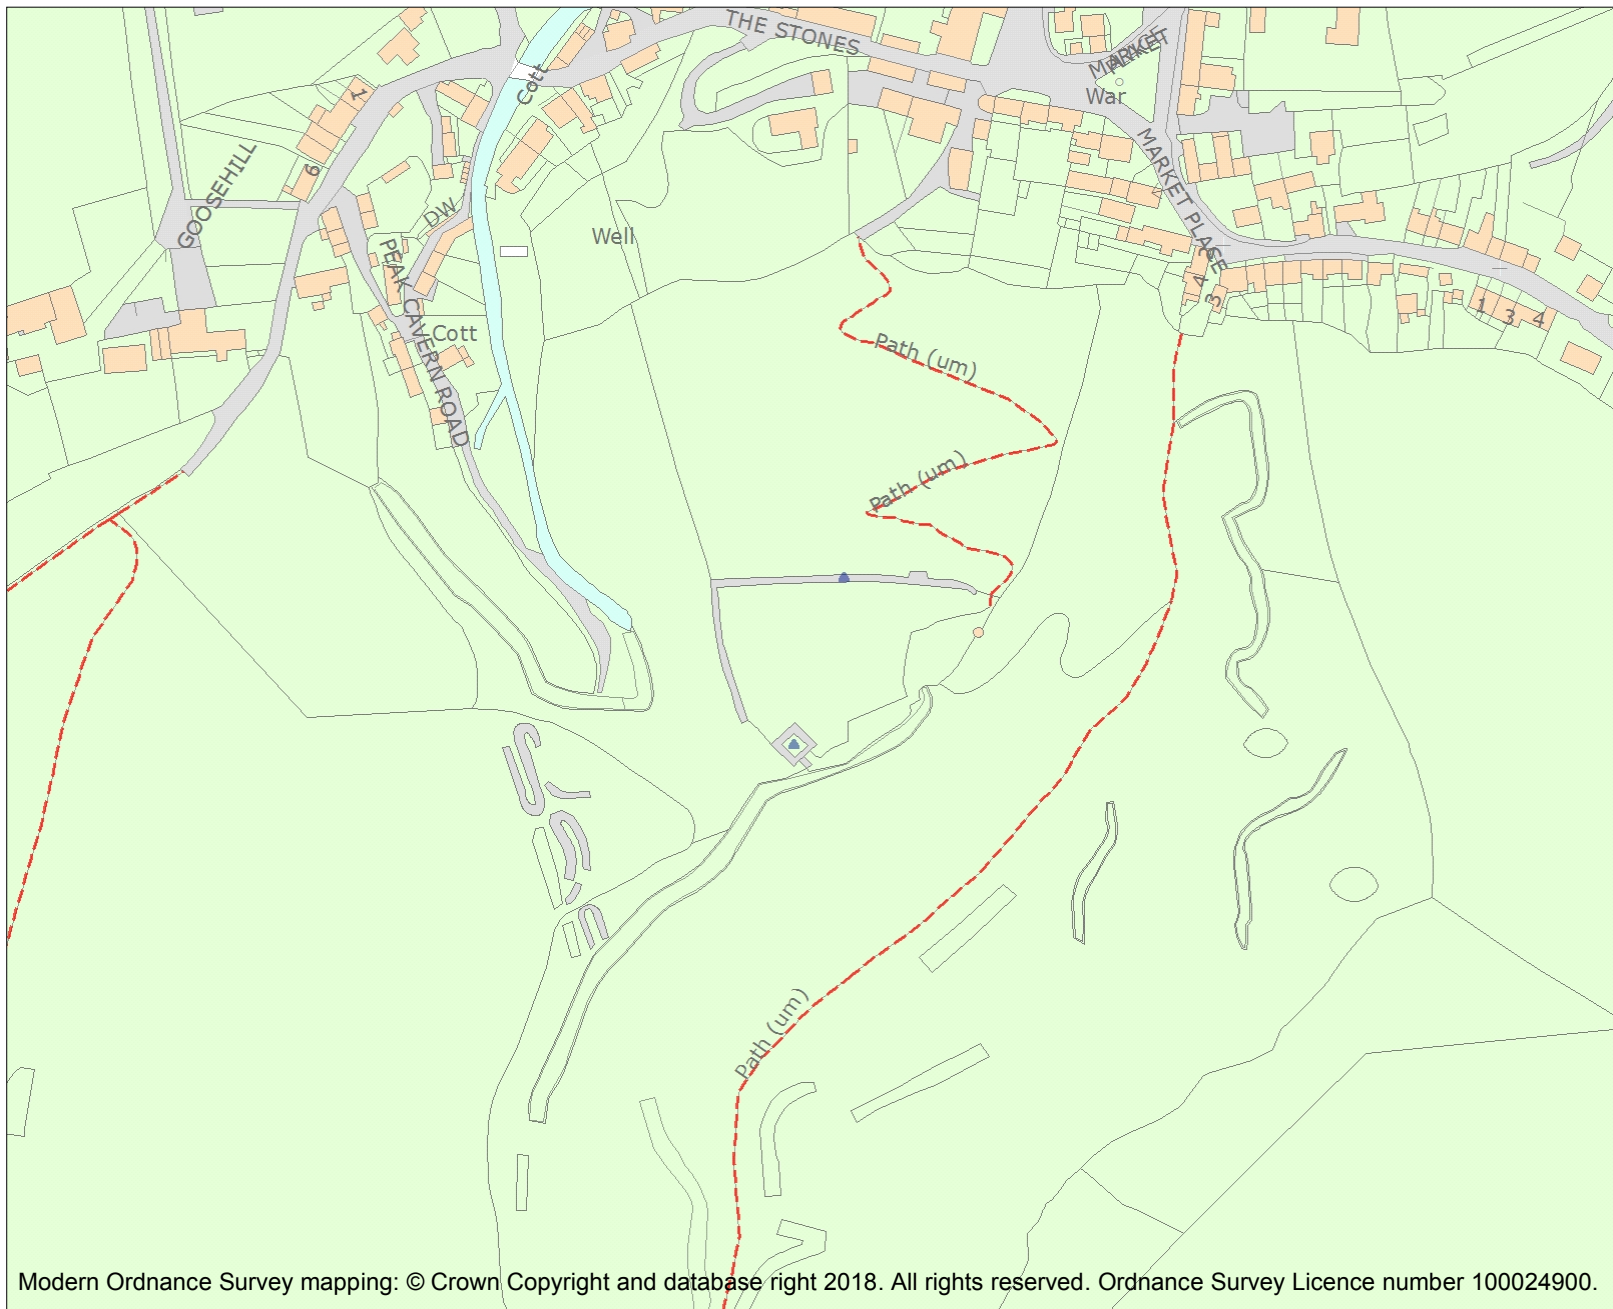 THE STONES
MARKET
MARKET
War
Cott
1
6
GOOSEHILL
DW
MARKET PLACE
Well
PEAK CAVERN ROAD
Cott
4
2
3
1
3
4
Path (um)
Path (um)
Path (um)
Modern Ordnance Survey mapping: © Crown Copyright and database right 2018. All rights reserved. Ordnance Survey Licence number 100024900.